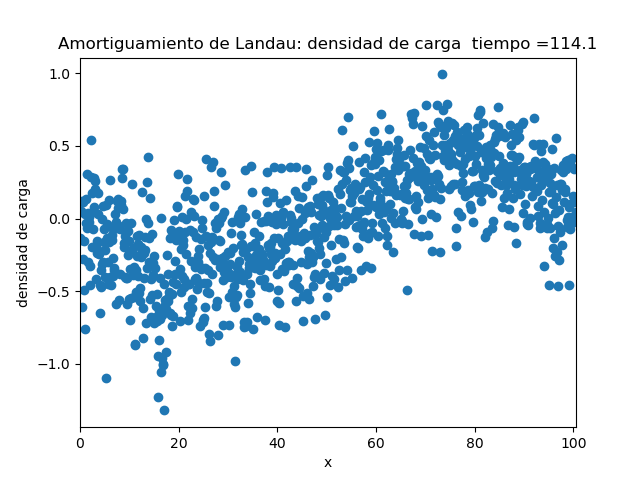 Amortiguamiento de Landau: densidad de carga  tiempo =114.1
1.0
0.5
0.0
−0.5
−1.0
densidad de carga
0 20 40 60 80 100
x